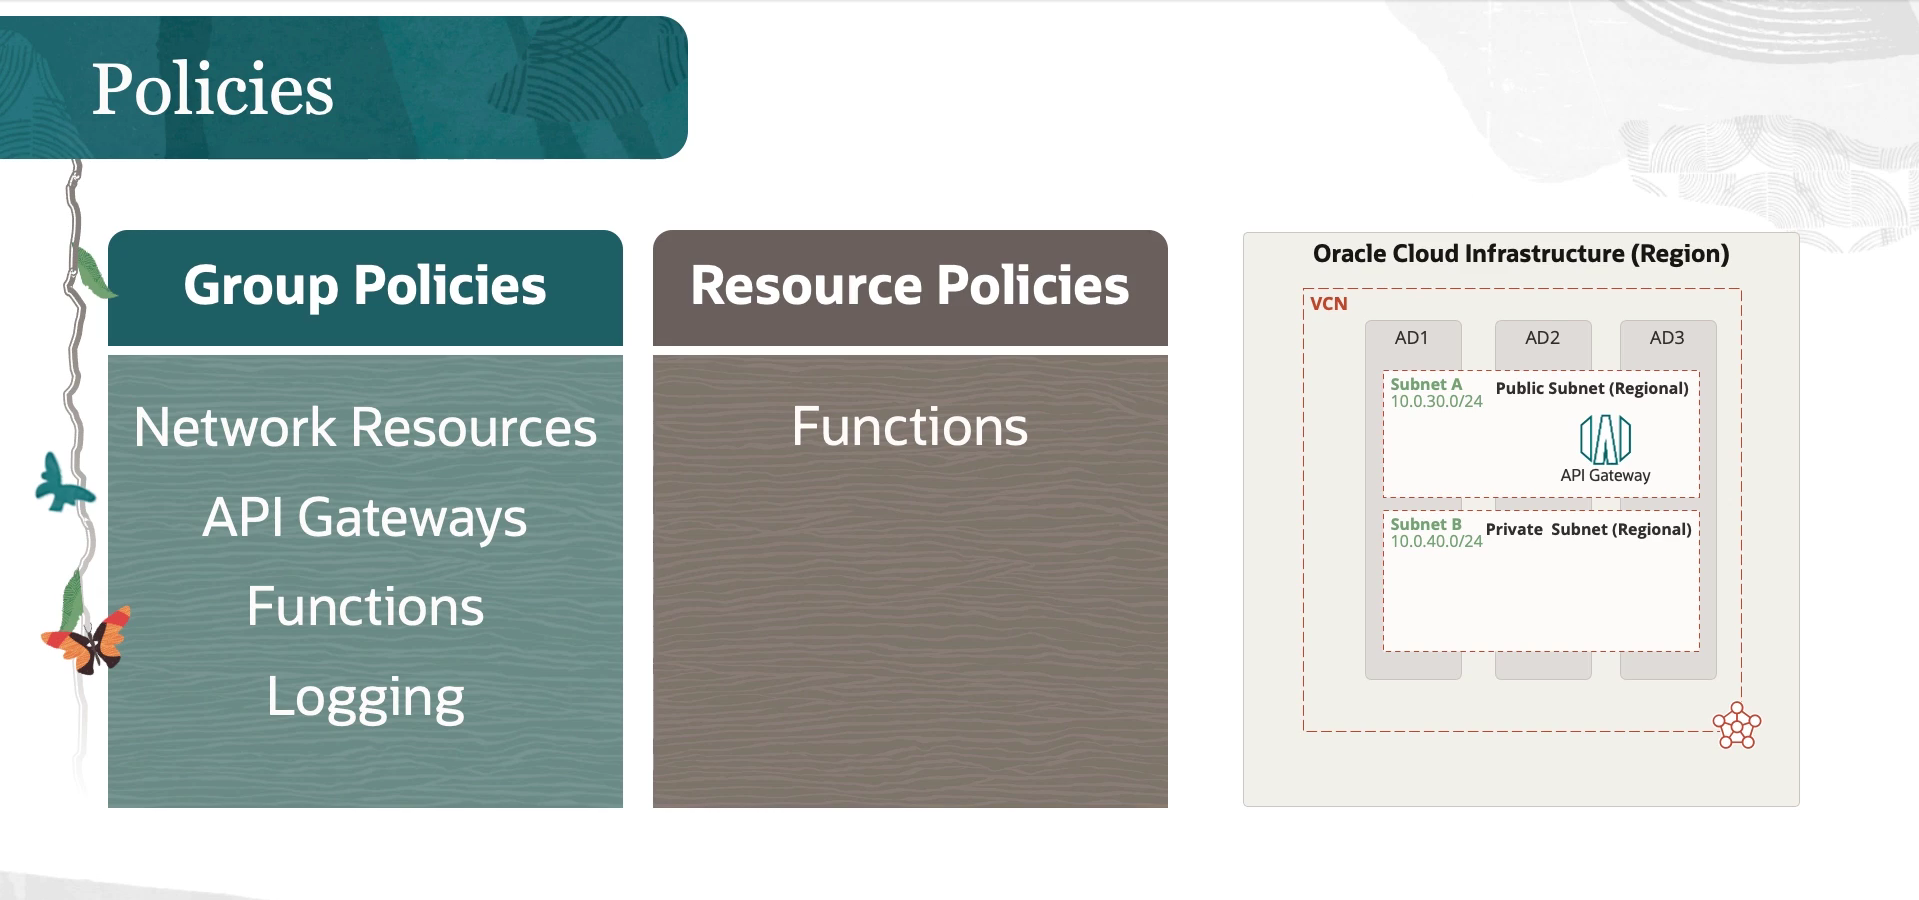 Policies
Group Policies
Network Resources
API Gateways
Functions
Logging
Resource Policies
Functions
Oracle Cloud Infrastructure (Region)
VCN
AD1
AD2
AD3
Subnet A
10.0.30.0/24
Public Subnet (Regional)
API Gateway
Subnet B
10.0.40.0/24
Private Subnet (Regional)